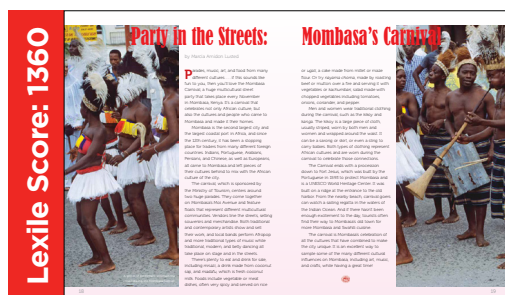 Lexile Score: 1360
Party in the Streets:
Mombasa's Carnival
by Marcia Amidon Lusted
Parades, music, art, and food from many
different cultures . . . if this sounds like
fun to you, then you'd love the Mombasa
Carnival, a huge multicultural street
party that takes place every November
in Mombasa, Kenya. It's a carnival that
celebrates not only African culture, but
also the cultures and people who came to
Mombasa and made it their homes.
Mombasa is the second largest city and
the largest coastal port in Africa, and since
the 10th century, it has been a stopping
place for traders from many different foreign
countries. Indians, Portuguese, Arabians,
Persians, and Chinese, as well as Europeans,
all came to Mombasa and left pieces of
their cultures behind to mix with the African
culture of the city.
The carnival, which is sponsored by
the Ministry of Tourism, centers around
two huge parades. They come together
on Mombasa's Moi Avenue and feature
floats that represent different multicultural
communities. Vendors line the streets, selling
souvenirs and merchandise. Both traditional
and contemporary artists show and sell
their work, and local bands perform Afropop
and more traditional types of music while
traditional, modern, and belly dancing all
take place on stage and in the streets.
There's plenty to eat and drink for sale,
including mnazi, a drink made from coconut
sap, and madafu, which is fresh coconut
milk. Foods include vegetable or meat
dishes, often very spicy, and served on rice
or ugali, a cake made from millet or maize
flour. Or try nayama choma, made by roasting
beef or mutton over a fire and serving it with
vegetables or kachumbari, salad made with
chopped vegetables including tomatoes,
onions, coriander, and pepper.
Men and women wear traditional clothing
during the carnival, such as the kikoy and
kanga. The kikoy is a large piece of cloth,
usually striped, worn by both men and
women and wrapped around the waist. It
can be a sarong or skirt, or even a sling to
carry babies. Both types of clothing represent
African cultures and are worn during the
carnival to celebrate those connections.
The Carnival ends with a procession
down to Fort Jesus, which was built by the
Portuguese in 1593 to protect Mombasa and
is a UNESCO World Heritage Center. It was
built on a ridge at the entrance to the old
harbor. From the nearby beach, carnival goers
can watch a sailing regatta in the waters of
the Indian Ocean. And if there hasn't been
enough excitement to the day, tourists often
find their way to Mombasa's old town for
more Mombasa and Swahili cuisine.
The carnival is Mombasa's celebration of
all the cultures that have combined to make
the city unique. It is an excellent way to
sample some of the many different cultural
influences on Mombasa, including art, music,
and crafts, while having a great time!
58
59